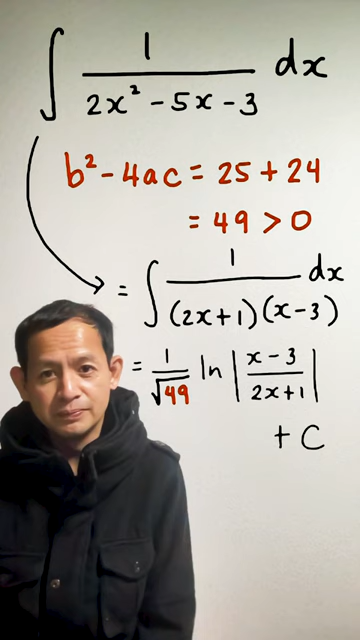 ∫ 1/(2x² - 5x - 3) dx
b² - 4ac = 25 + 24
= 49 > 0
= ∫ 1/((2x+1)(x-3)) dx
= 1/√49 ln |(x-3)/(2x+1)|
+ C